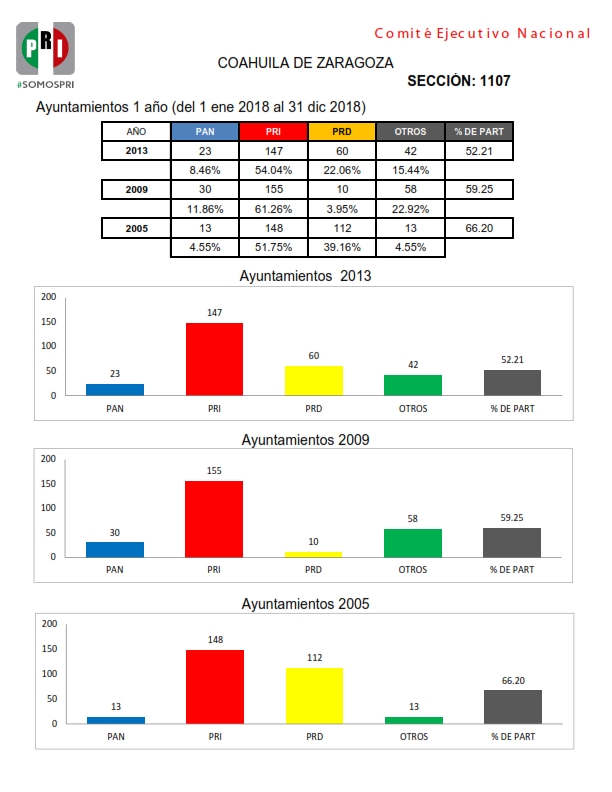 Comité Ejecutivo Nacional
PRI
#SOMOSPRI
COAHUILA DE ZARAGOZA
SECCIÓN: 1107
Ayuntamientos 1 año (del 1 ene 2018 al 31 dic 2018)
AÑO PAN PRI PRD OTROS % DE PART
2013 23 147 60 42 52.21
8.46% 54.04% 22.06% 15.44%
2009 30 155 10 58 59.25
11.86% 61.26% 3.95% 22.92%
2005 13 148 112 13 66.20
4.55% 51.75% 39.16% 4.55%
Ayuntamientos 2013
200
150
100
50
0
23 147 60 42 52.21
PAN PRI PRD OTROS % DE PART
Ayuntamientos 2009
200
150
100
50
0
30 155 10 58 59.25
PAN PRI PRD OTROS % DE PART
Ayuntamientos 2005
200
150
100
50
0
13 148 112 13 66.20
PAN PRI PRD OTROS % DE PART